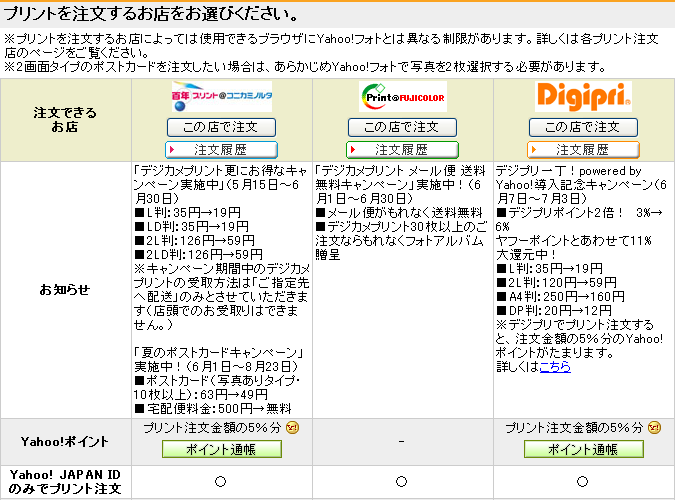 プリントを注文するお店をお選びください。
※プリントを注文するお店によっては使用できるブラウザにYahoo!フォトとは異なる制限があります。詳しくは各プリント注文
店のページをご覧ください。
※2画面タイプのポストカードを注文したい場合は、あらかじめYahoo!フォトで写真を2枚選択する必要があります。
注文できる
お店
百年プリント@コニカミノルタ
この店で注文
注文履歴
Print@FUJICOLOR
この店で注文
注文履歴
Digipri®
この店で注文
注文履歴
お知らせ
「デジカメプリント更にお得なキャ
ンペーン実施中」(5月15日～6
月30日)
■L判：35円→19円
■LD判：35円→19円
■2L判：126円→59円
■2LD判：126円→59円
※キャンペーン期間中のデジカメ
プリントの受取方法は「ご指定先
へ配送」のみとさせていただきま
す（店頭でのお受取りはできま
せん。）
「夏のポストカードキャンペーン」
実施中！(6月1日～8月23日)
■ポストカード（写真ありタイプ・
10枚以上）：63円→49円
■宅配便料金：500円→無料
「デジカメプリント メール便 送料
無料キャンペーン」実施中！(6
月1日～6月30日)
■メール便がもれなく送料無料
■デジカメプリント30枚以上のご
注文ならもれなくフォトアルバム
贈呈
デジプリ一丁！powered by
Yahoo!導入記念キャンペーン(6
月7日～7月3日)
■デジプリポイント2倍！ 3%→
6%
ヤフーポイントとあわせて11%
大還元中！
■L判：35円→19円
■2L判：120円→59円
■A4判：250円→160円
■DP判：20円→12円
※デジプリでプリント注文する
と、注文金額の5%分のYahoo!
ポイントがたまります。
詳しくはこちら
Yahoo!ポイント
プリント注文金額の5%分
ポイント通帳
-
プリント注文金額の5%分
ポイント通帳
Yahoo! JAPAN ID
のみでプリント注文
○
○
○